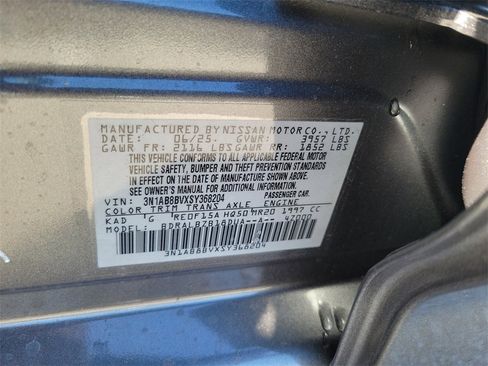 MANUFACTURED BY NISSAN MOTOR CO., LTD.
DATE: 06/25. GVWR: 3957 LBS
GAWR FR: 2116 LBS GAWR RR: 1852 LBS
THIS VEHICLE CONFORMS TO ALL APPLICABLE FEDERAL MOTOR
VEHICLE SAFETY, BUMPER AND THEFT PREVENTION STANDARDS
IN EFFECT ON THE DATE OF MANUFACTURE SHOWN ABOVE.
SEE OWNER'S MANUAL FOR ADDITIONAL INFORMATION.
VIN: 3N1AB8BVXSY368204 PASSENGER CAR.
COLOR TRIM TRANS AXLE ENGINE
KAD G RE0F15A HQ50 MR20 1997 CC
MODEL: BDRALBZB18DUA--A-- 47000
3N1AB8BVXSY368204